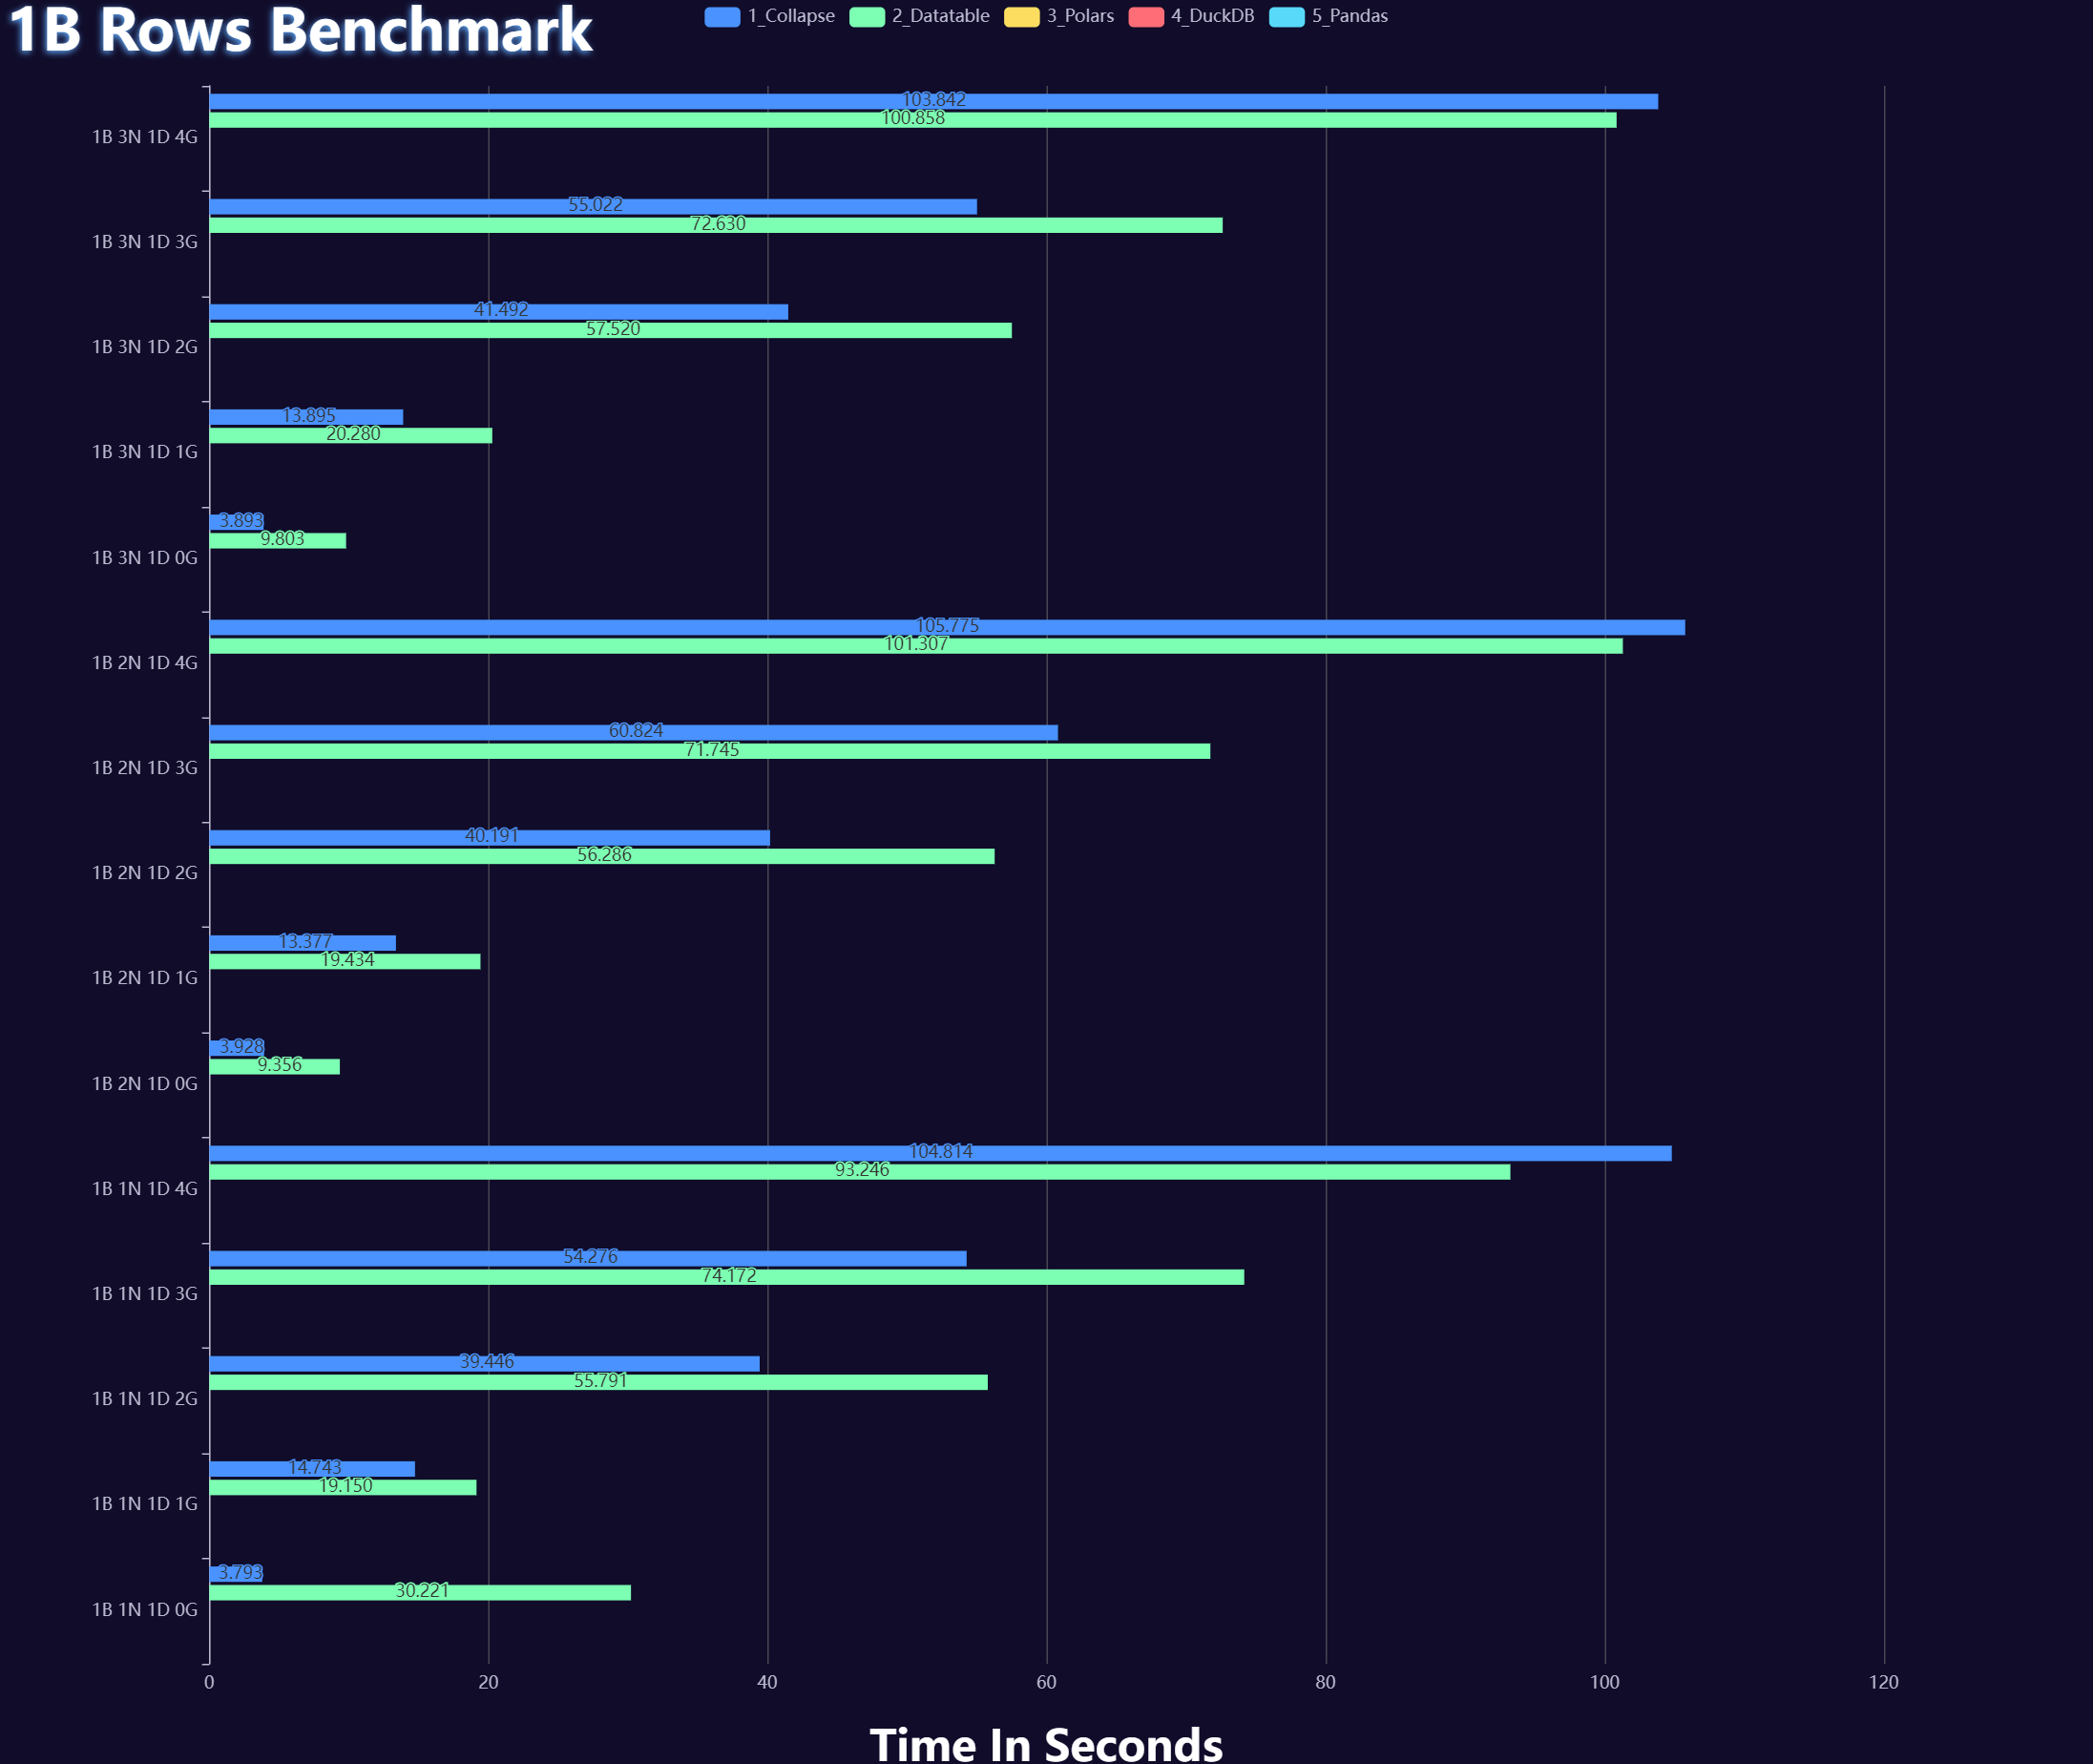 1B Rows Benchmark
1_Collapse 2_Datatable 3_Polars 4_DuckDB 5_Pandas
103.842
100.858
1B 3N 1D 4G
55.022
72.630
1B 3N 1D 3G
41.492
57.520
1B 3N 1D 2G
13.895
20.280
1B 3N 1D 1G
3.893
9.803
1B 3N 1D 0G
105.775
101.307
1B 2N 1D 4G
60.824
71.745
1B 2N 1D 3G
40.191
56.286
1B 2N 1D 2G
13.377
19.434
1B 2N 1D 1G
3.928
9.356
1B 2N 1D 0G
104.814
93.246
1B 1N 1D 4G
54.276
74.172
1B 1N 1D 3G
39.446
55.791
1B 1N 1D 2G
14.743
19.150
1B 1N 1D 1G
3.793
30.221
1B 1N 1D 0G
0 20 40 60 80 100 120
Time In Seconds